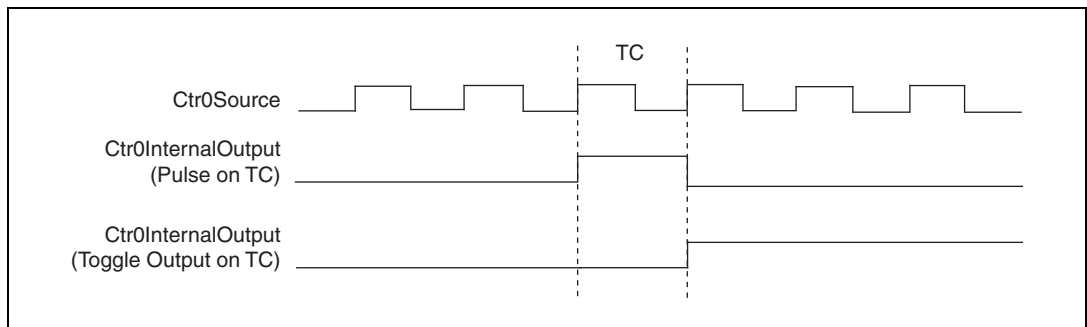 TC
Ctr0Source
Ctr0InternalOutput
(Pulse on TC)
Ctr0InternalOutput
(Toggle Output on TC)